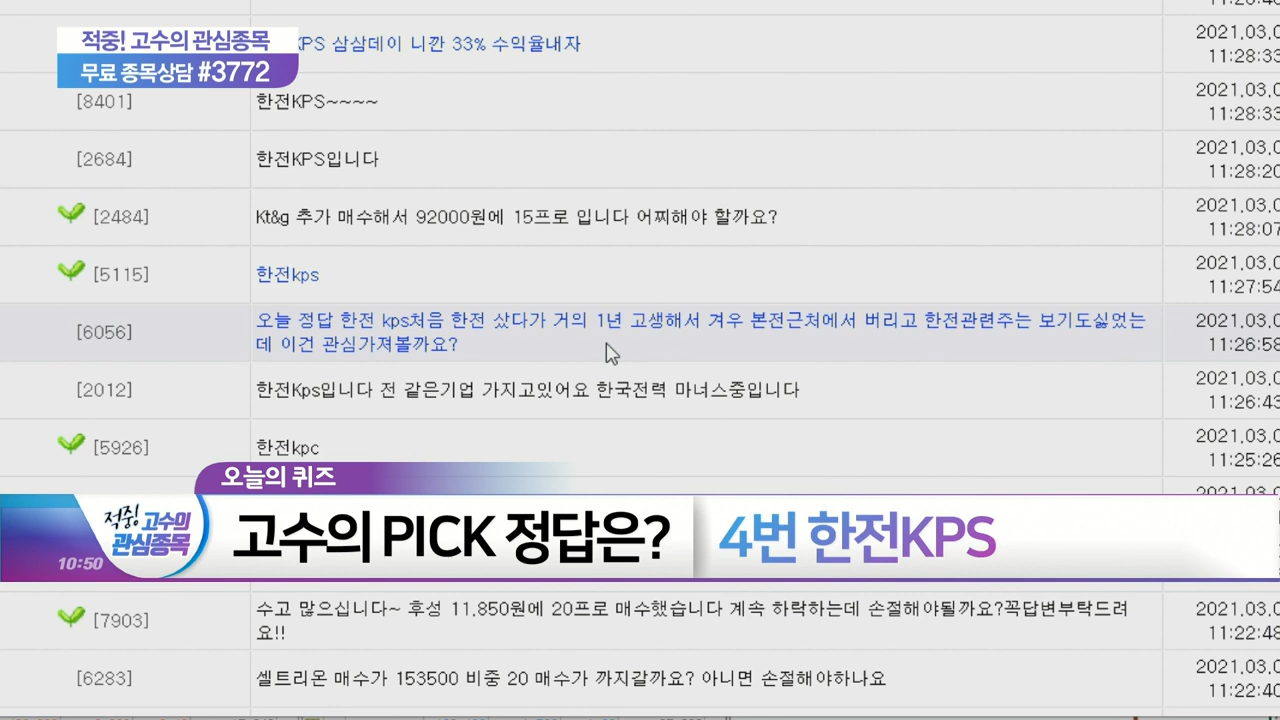 적중! 고수의 관심종목
무료 종목상담 #3772
KPS 삼삼데이 니깐 33% 수익율내자
2021.03.0
11:28:33
[8401]
한전KPS~~~~
2021.03.0
11:28:33
[2684]
한전KPS입니다
2021.03.0
11:28:20
[2484]
Kt&g 추가 매수해서 92000원에 15프로 입니다 어찌해야 할까요?
2021.03.0
11:28:07
[5115]
한전kps
2021.03.0
11:27:54
[6056]
오늘 정답 한전 kps처음 한전 샀다가 거의 1년 고생해서 겨우 본전근처에서 버리고 한전관련주는 보기도싫었는
데 이건 관심가져볼까요?
2021.03.0
11:26:58
[2012]
한전Kps입니다 전 같은기업 가지고있어요 한국전력 마너스중입니다
2021.03.0
11:26:43
[5926]
한전kpc
2021.03.0
11:25:26
오늘의 퀴즈
적중! 고수의
관심종목
10:50
고수의 PICK 정답은?
4번 한전KPS
[7903]
수고 많으십니다~ 후성 11.850원에 20프로 매수했습니다 계속 하락하는데 손절해야될까요?꼭답변부탁드려
요!!
2021.03.0
11:22:48
[6283]
셀트리온 매수가 153500 비중 20 매수가 까지갈까요? 아니면 손절해야하나요
2021.03.0
11:22:40